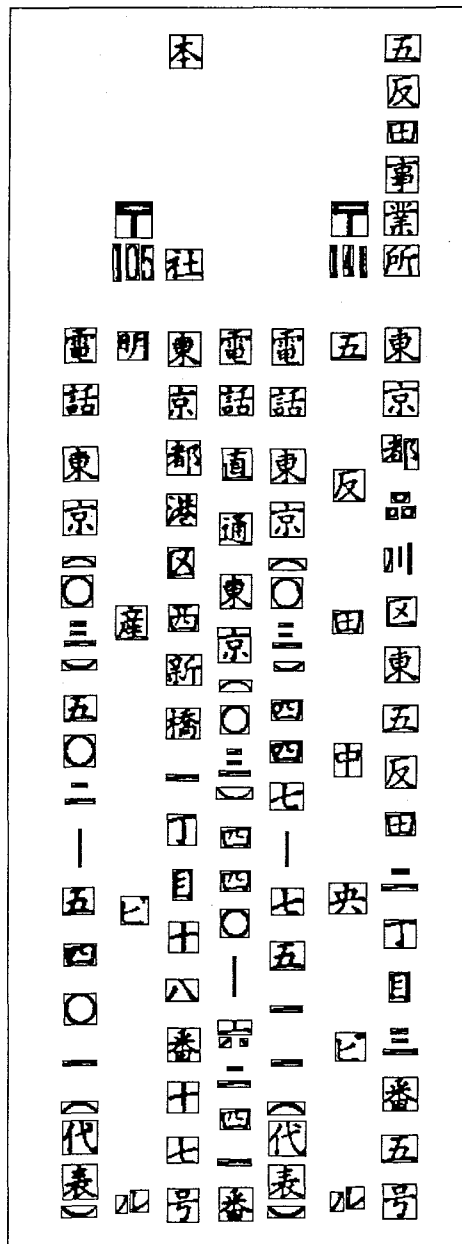 五反田事業所 東京都品川区東五反田二丁目三番五号
〒141 五反田中央ビル
電話東京(〇三)四四七―七五一一(代表)
電話直通東京(〇三)四四〇―六二四一番
本社 東京都港区西新橋一丁目十八番十七号
〒105 明産ビル
電話東京(〇三)五〇二―五四〇一(代表)